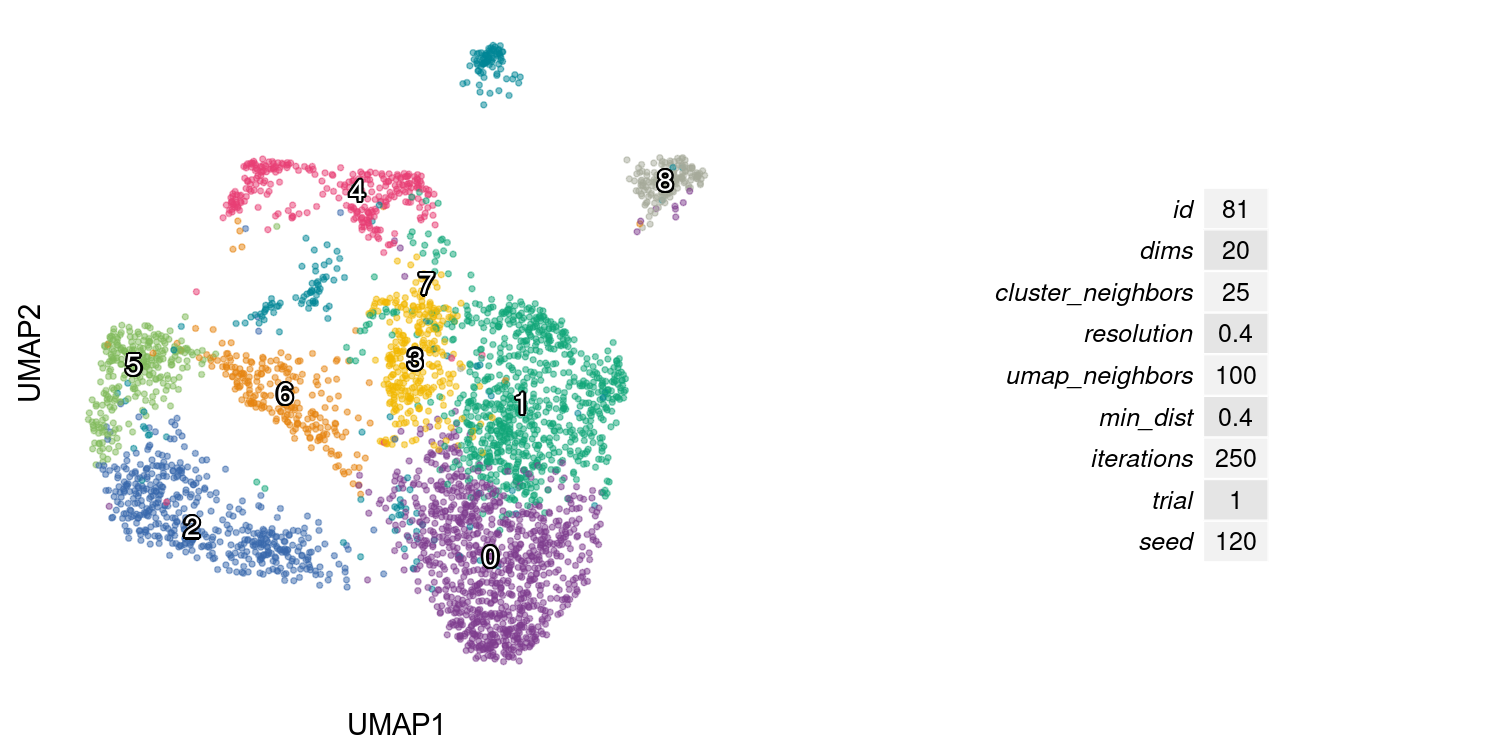 4
8
7
5
3
6
1
2
0
UMAP2
UMAP1
id 81
dims 20
cluster_neighbors 25
resolution 0.4
umap_neighbors 100
min_dist 0.4
iterations 250
trial 1
seed 120